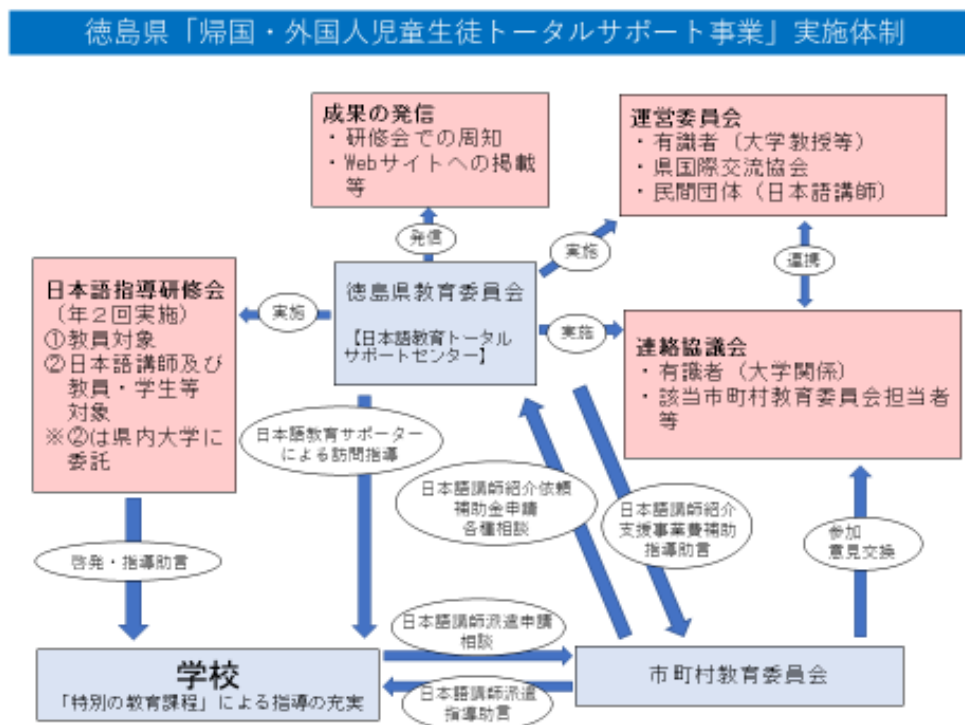 徳島県「帰国・外国人児童生徒トータルサポート事業」実施体制
成果の発信
・研修会での周知
・Webサイトへの掲載
等
運営委員会
・有識者（大学教授等）
・県国際交流協会
・民間団体（日本語講師）
発信
実施
連携
日本語指導研修会
（年２回実施）
①教員対象
②日本語講師及び
教員・学生等
対象
※②は県内大学に
委託
実施
徳島県教育委員会
【日本語教育トータル
サポートセンター】
実施
連絡協議会
・有識者（大学関係）
・該当市町村教育委員会担当者
等
日本語教育サポーター
による訪問指導
日本語講師紹介依頼
補助金申請
各種相談
日本語講師紹介
支援事業費補助
指導助言
参加
意見交換
啓発・指導助言
日本語講師派遣申請
相談
学校
「特別の教育課程」による指導の充実
市町村教育委員会
日本語講師派遣
指導助言